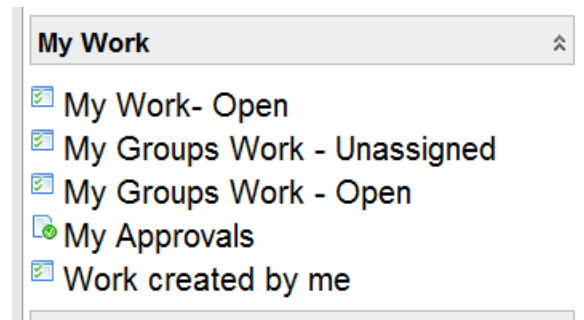 My Work
My Work- Open
My Groups Work - Unassigned
My Groups Work - Open
My Approvals
Work created by me